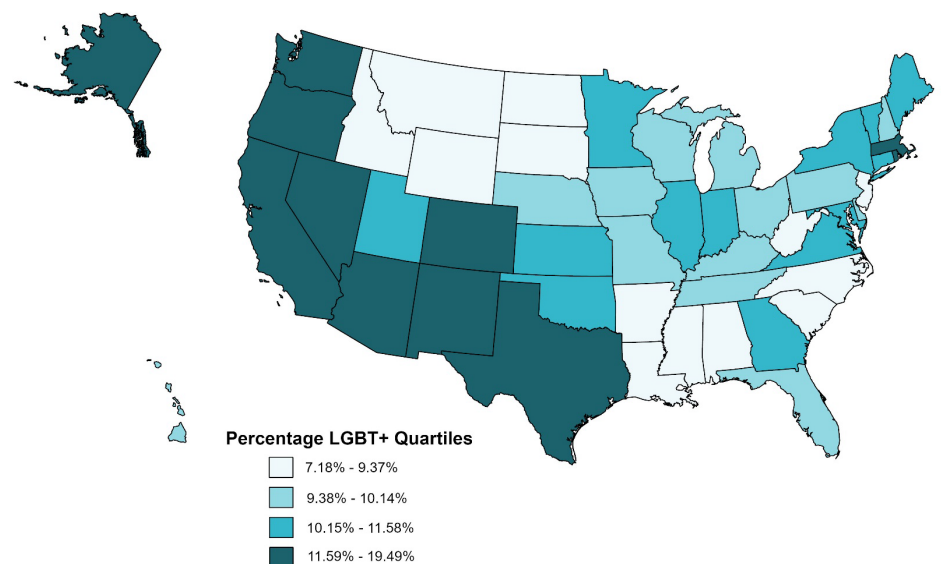 Percentage LGBT+ Quartiles
7.18% - 9.37%
9.38% - 10.14%
10.15% - 11.58%
11.59% - 19.49%